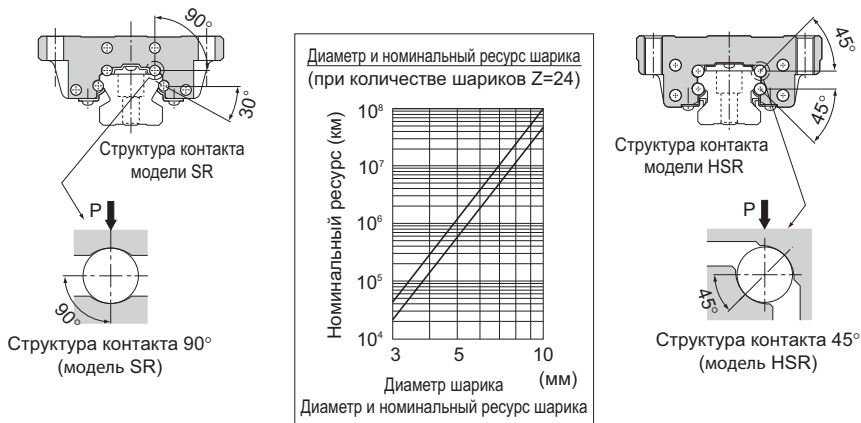 90°
30°
Структура контакта
модели SR
P
90°
Структура контакта 90°
(модель SR)
Диаметр и номинальный ресурс шарика
(при количестве шариков Z=24)
Номинальный ресурс (км)
10⁸
10⁷
10⁶
10⁵
10⁴
3 5 10
(мм)
Диаметр шарика
Диаметр и номинальный ресурс шарика
45°
45°
Структура контакта
модели HSR
P
45°
Структура контакта 45°
(модель HSR)